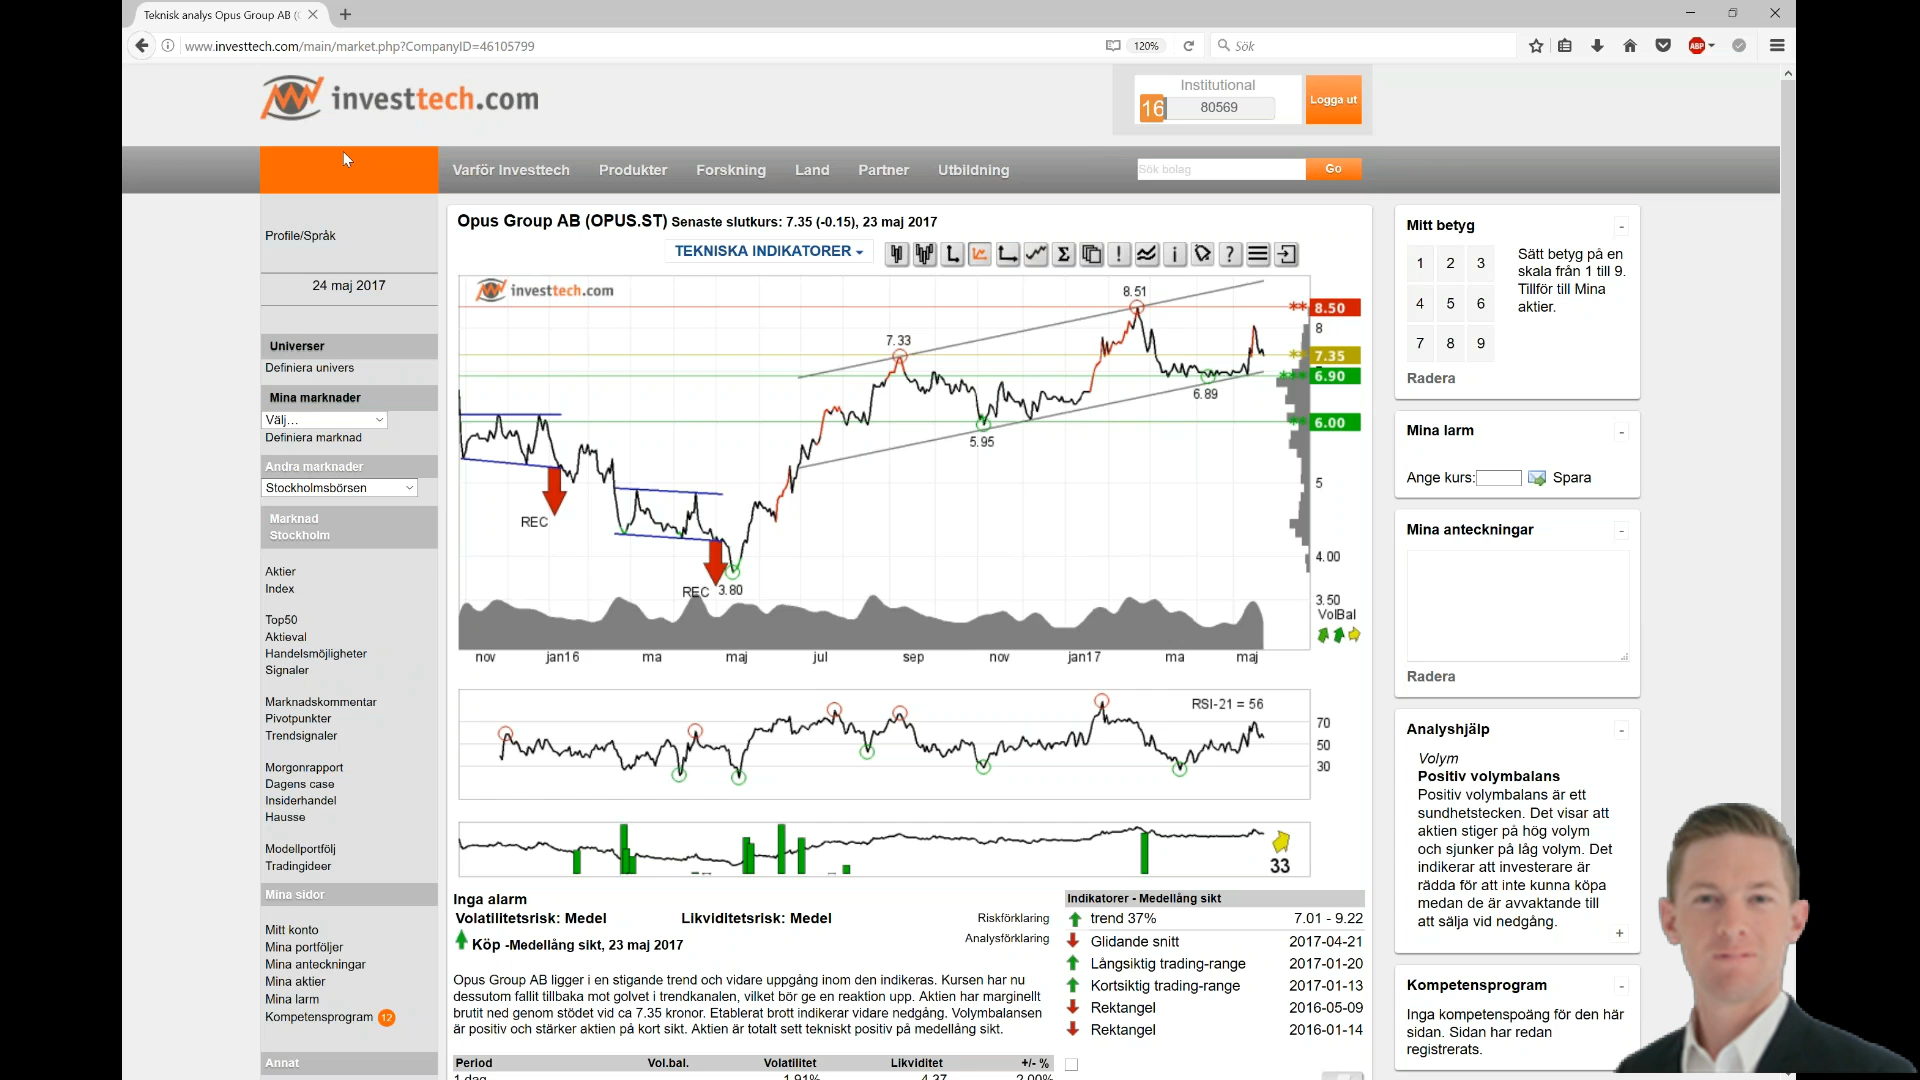 Teknisk analys Opus Group AB (
www.investtech.com/main/market.php?CompanyID=46105799
120%
Sök
ABP
investtech.com
Institutional
16
80569
Logga ut
Varför Investtech
Produkter
Forskning
Land
Partner
Utbildning
Sök bolag
Go
Profile/Språk
24 maj 2017
Universer
Definiera univers
Mina marknader
Välj...
Definiera marknad
Andra marknader
Stockholmsbörsen
Marknad
Stockholm
Aktier
Index
Top50
Aktieval
Handelsmöjligheter
Signaler
Marknadskommentar
Pivotpunkter
Trendsignaler
Morgonrapport
Dagens case
Insiderhandel
Hausse
Modellportfölj
Tradingideer
Mina sidor
Mitt konto
Mina portföljer
Mina anteckningar
Mina aktier
Mina larm
Kompetensprogram 12
Annat
Opus Group AB (OPUS.ST) Senaste slutkurs: 7.35 (-0.15), 23 maj 2017
TEKNISKA INDIKATORER
investtech.com
8.51
** 8.50
8
7.33
** 7.35
*** 6.90
6.89
** 6.00
5.95
5
REC
4.00
REC 3.80
3.50
VolBal
nov jan16 ma maj jul sep nov jan17 ma maj
RSI-21 = 56
70
50
30
33
Inga alarm
Volatilitetsrisk: Medel Likviditetsrisk: Medel
Riskförklaring
Analysförklaring
Köp -Medellång sikt, 23 maj 2017
Opus Group AB ligger i en stigande trend och vidare uppgång inom den indikeras. Kursen har nu
dessutom fallit tillbaka mot golvet i trendkanalen, vilket bör ge en reaktion upp. Aktien har marginellt
brutit ned genom stödet vid ca 7.35 kronor. Etablerat brott indikerar vidare nedgång. Volymbalansen
är positiv och stärker aktien på kort sikt. Aktien är totalt sett tekniskt positiv på medellång sikt.
Period Vol.bal. Volatilitet Likviditet +/- %
1 dag 1.91% 4.37 -2.00%
Indikatorer - Medellång sikt
trend 37% 7.01 - 9.22
Glidande snitt 2017-04-21
Långsiktig trading-range 2017-01-20
Kortsiktig trading-range 2017-01-13
Rektangel 2016-05-09
Rektangel 2016-01-14
Mitt betyg
-
1 2 3
4 5 6
7 8 9
Sätt betyg på en
skala från 1 till 9.
Tillför till Mina
aktier.
Radera
Mina larm
-
Ange kurs: Spara
Mina anteckningar
-
Radera
Analyshjälp
-
Volym
Positiv volymbalans
Positiv volymbalans är ett
sundhetstecken. Det visar att
aktien stiger på hög volym
och sjunker på låg volym. Det
indikerar att investerare är
rädda för att inte kunna köpa
medan de är avvaktande till
att sälja vid nedgång.
+
Kompetensprogram
-
Inga kompetenspoäng för den här
sidan. Sidan har redan
registrerats.